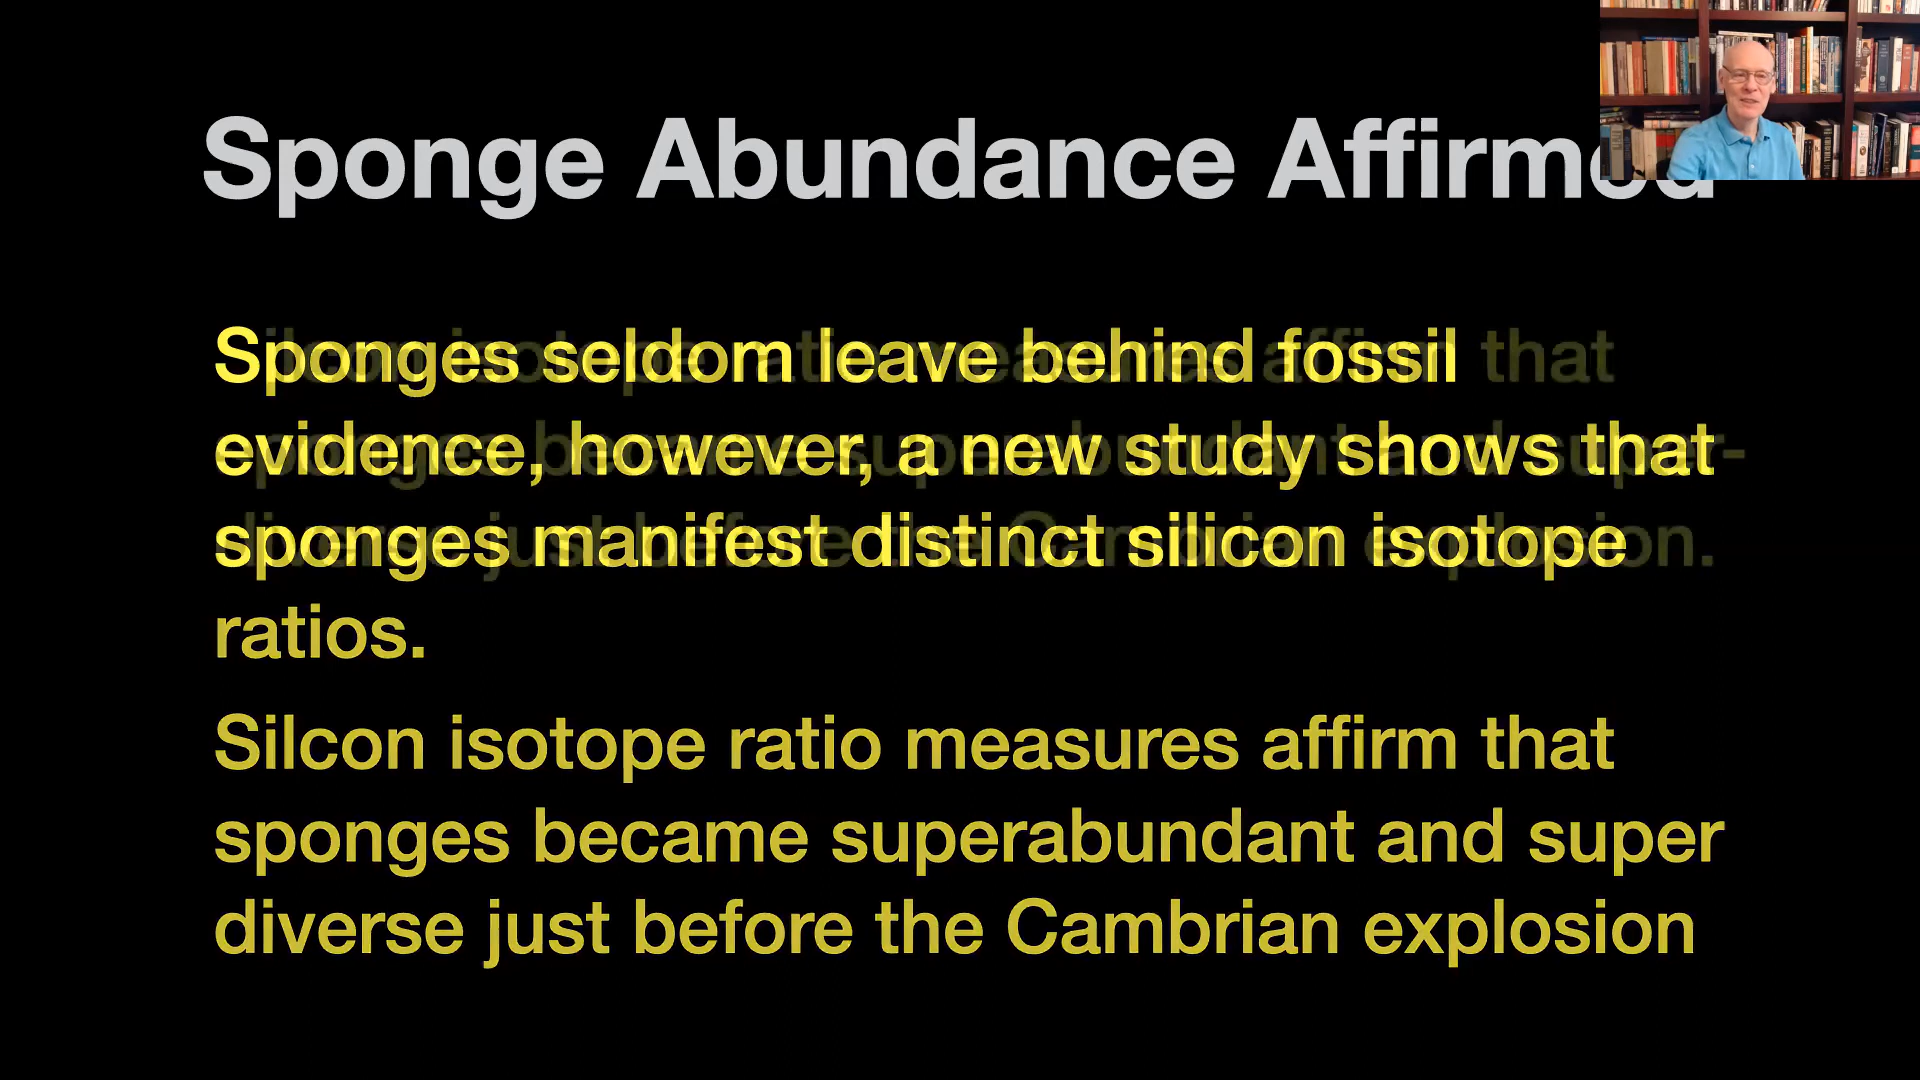 Sponge Abundance Affirmed
Sponges seldom leave behind fossil
evidence, however, a new study shows that
sponges manifest distinct silicon isotope
ratios.
Silcon isotope ratio measures affirm that
sponges became superabundant and super
diverse just before the Cambrian explosion